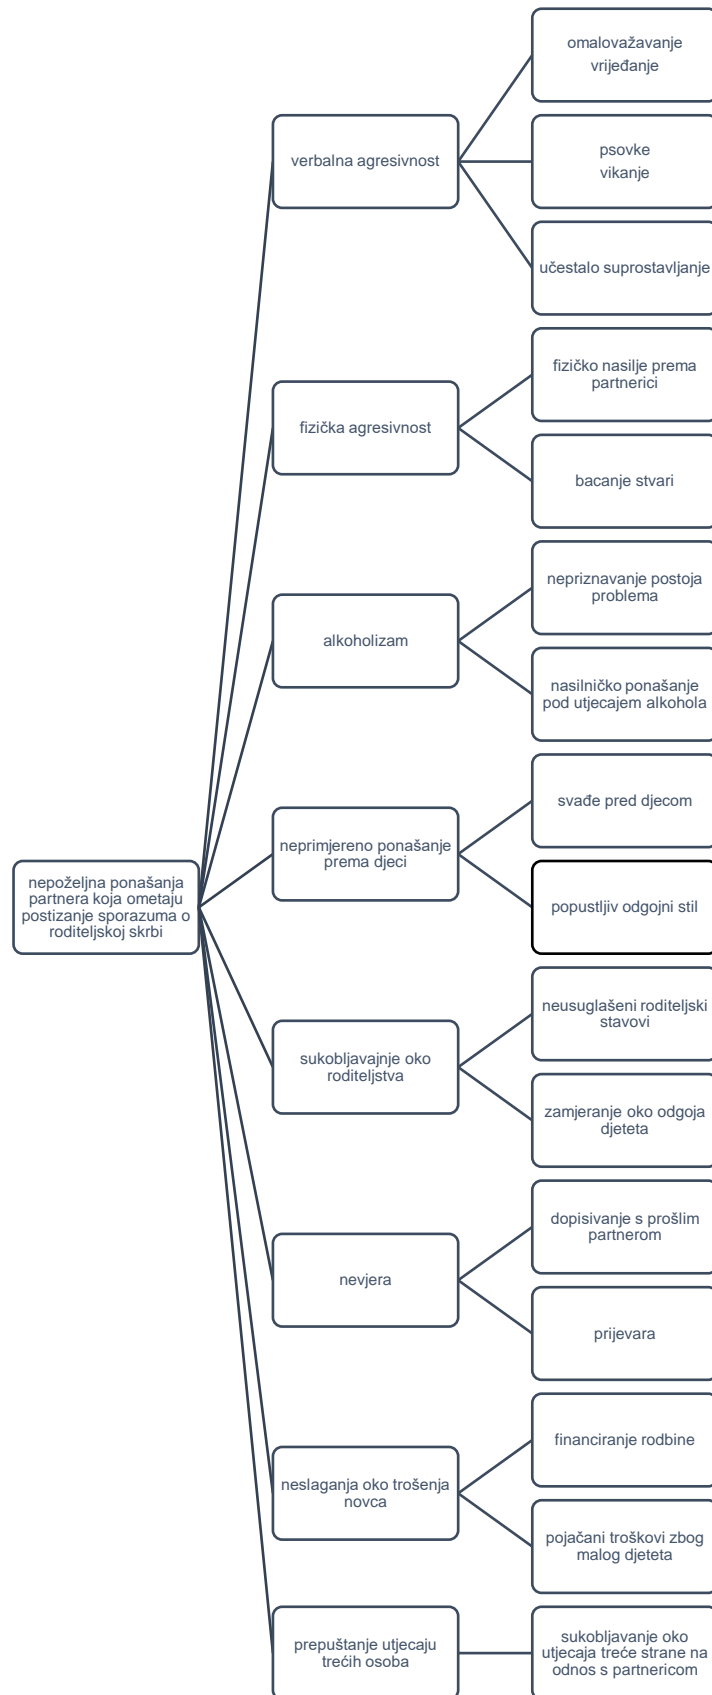 omalovažavanje
vrijeđanje
verbalna agresivnost
psovke
vikanje
učestalo suprostavljanje
fizička agresivnost
fizičko nasilje prema
partnerici
bacanje stvari
alkoholizam
nepriznavanje postoja
problema
nasilničko ponašanje
pod utjecajem alkohola
nepoželjna ponašanja
partnera koja ometaju
postizanje sporazuma o
roditeljskoj skrbi
neprimjereno ponašanje
prema djeci
svađe pred djecom
popustljiv odgojni stil
sukobljavajnje oko
roditeljstva
neusuglašeni roditeljski
stavovi
zamjeranje oko odgoja
djeteta
nevjera
dopisivanje s prošlim
partnerom
prijevara
neslaganja oko trošenja
novca
financiranje rodbine
pojačani troškovi zbog
malog djeteta
prepuštanje utjecaju
trećih osoba
sukobljavanje oko
utjecaja treće strane na
odnos s partnericom